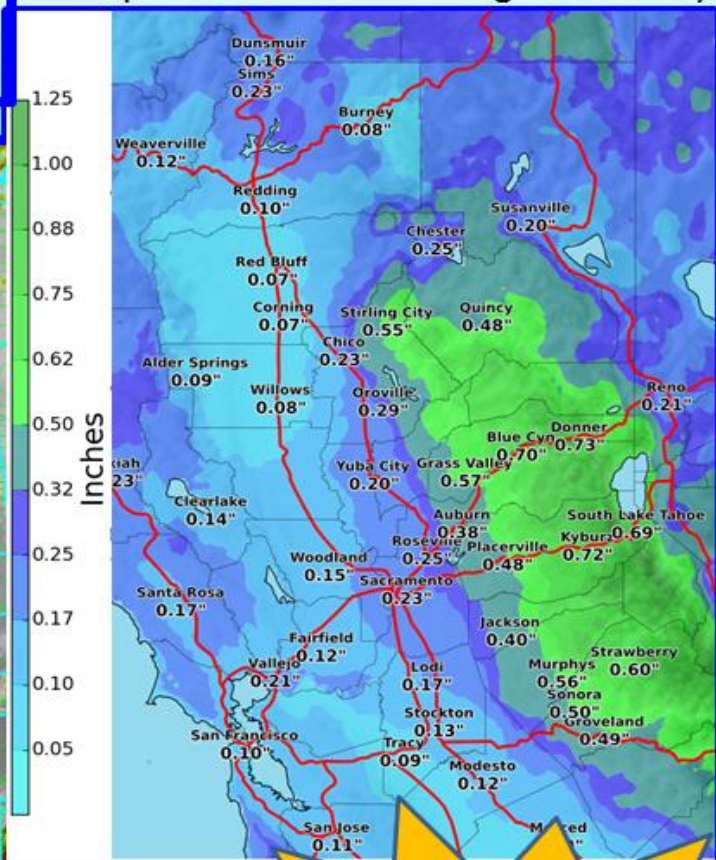 1.25
1.00
0.88
0.75
0.62
0.50
0.32
0.25
0.17
0.10
0.05
Inches
Dunsmuir
0.16"
Sims
0.23"
Burney
0.08"
Weaverville
0.12"
Redding
0.10"
Susanville
0.20"
Chester
0.25"
Red Bluff
0.07"
Corning
0.07"
Stirling City
0.55"
Quincy
0.48"
Chico
0.23"
Alder Springs
0.09"
Willows
0.08"
Oroville
0.29"
Reno
0.21"
Donner
0.73"
Blue Cyn
0.70"
kiah
23"
Yuba City
0.20"
Grass Valley
0.57"
Clearlake
0.14"
Auburn
0.38"
South Lake Tahoe
0.69"
Roseville
0.25"
Placerville
0.48"
Kyburz
0.72"
Woodland
0.15"
Sacramento
0.23"
Santa Rosa
0.17"
Jackson
0.40"
Fairfield
0.12"
Strawberry
0.60"
Vallejo
0.21"
Lodi
0.17"
Murphys
0.56"
Sonora
0.50"
Stockton
0.13"
Groveland
0.49"
San Francisco
0.10"
Tracy
0.09"
Modesto
0.12"
San Jose
0.11"